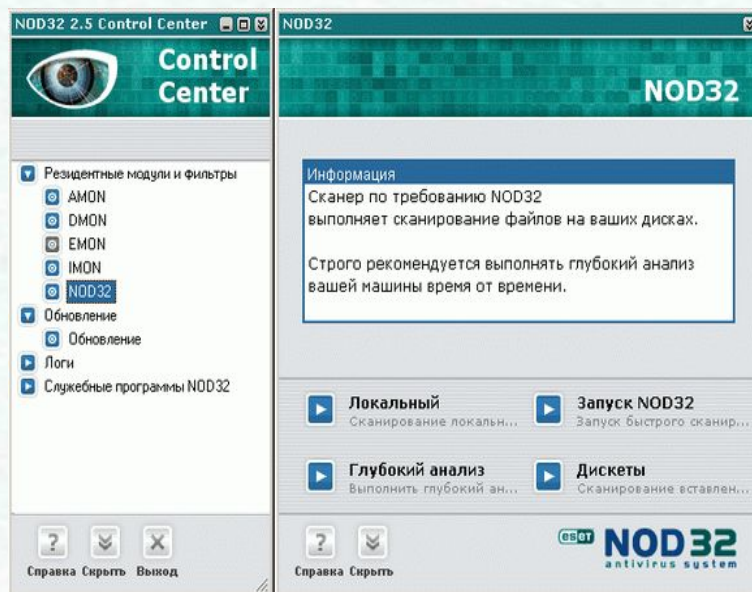 NOD32 2.5 Control Center
Control
Center
Резидентные модули и фильтры
AMON
DMON
EMON
IMON
NOD32
Обновление
Обновление
Логи
Служебные программы NOD32
Справка Скрыть Выход
NOD32
NOD32
Информация
Сканер по требованию NOD32
выполняет сканирование файлов на ваших дисках.
Строго рекомендуется выполнять глубокий анализ
вашей машины время от времени.
Локальный
Сканирование локальн...
Запуск NOD32
Запуск быстрого сканир...
Глубокий анализ
Выполнить глубокий ан...
Дискеты
Сканирование вставлен...
Справка Скрыть
eseT NOD32
antivirus system